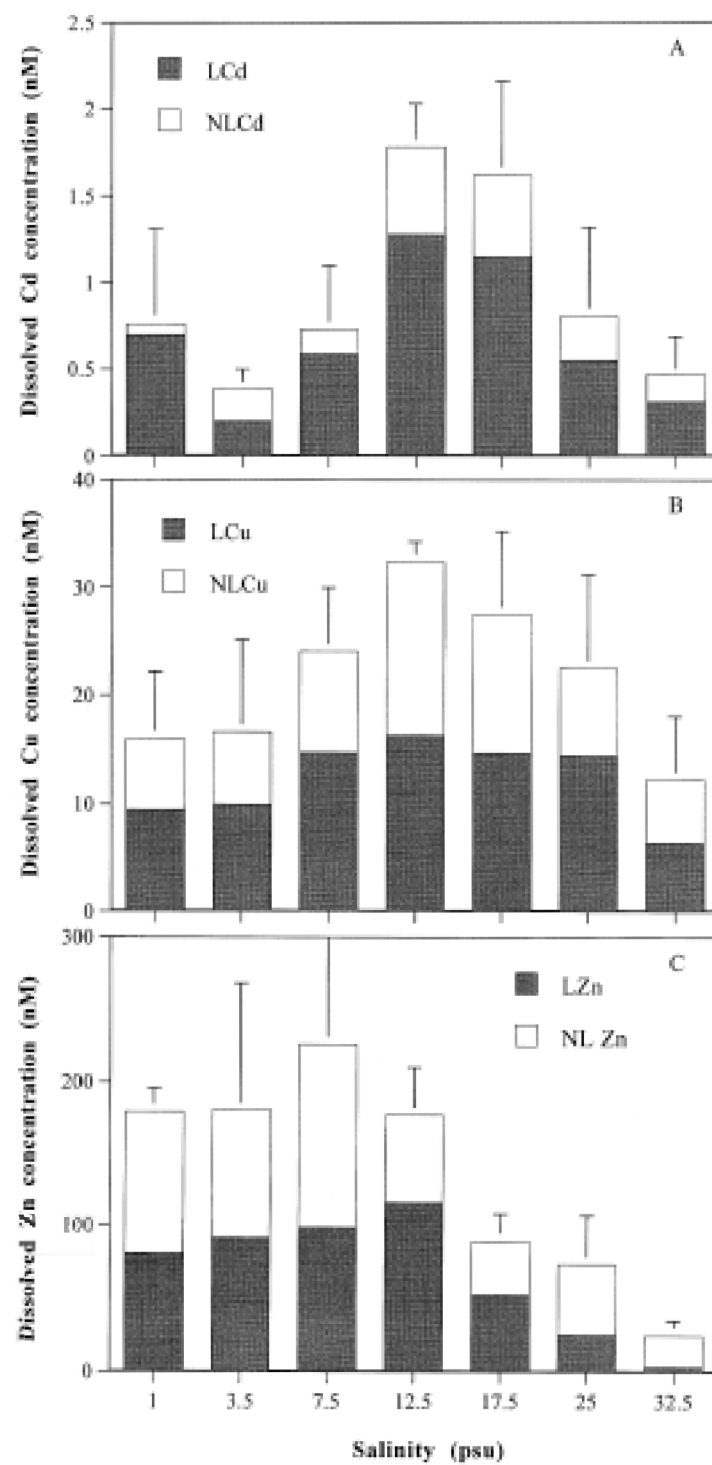 2.5
A
LCd
2
NLCd
1.5
1
0.5
0
Dissolved Cd concentration (nM)
40
B
LCu
30
NLCu
20
10
0
Dissolved Cu concentration (nM)
300
C
LZn
NL Zn
200
100
0
Dissolved Zn concentration (nM)
1 3.5 7.5 12.5 17.5 25 32.5
Salinity (psu)